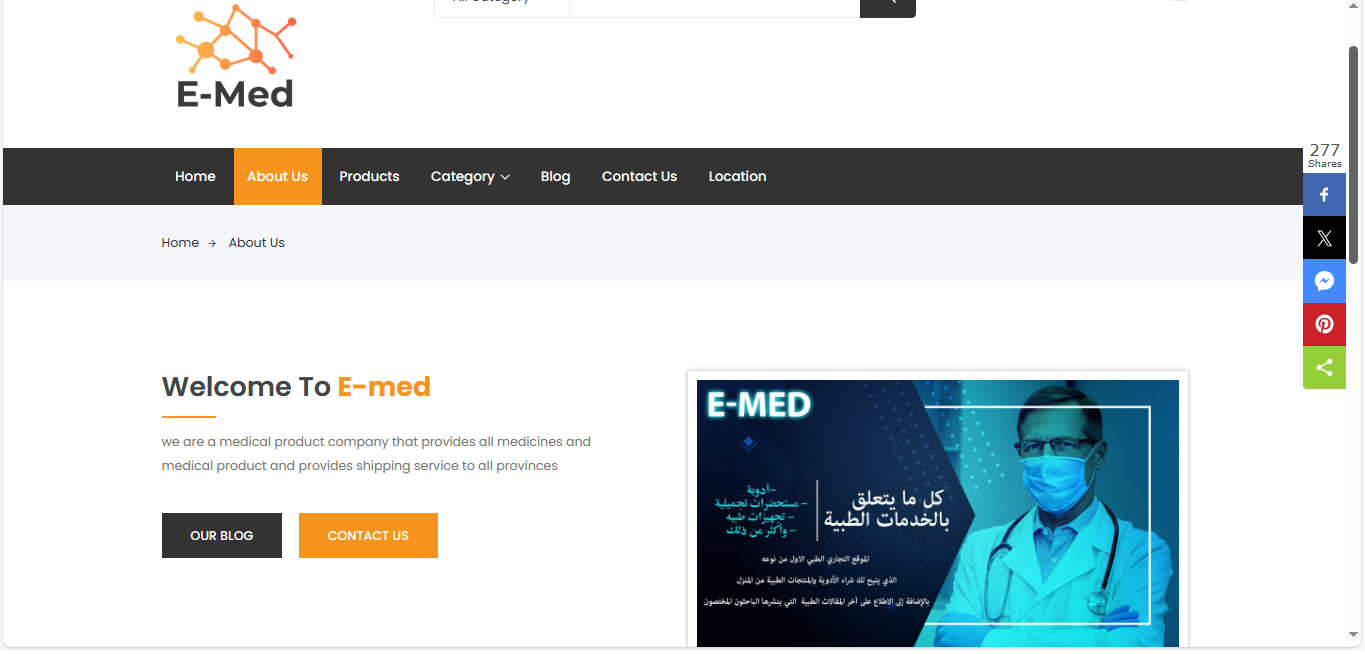 All Category
E-Med
Home About Us Products Category Blog Contact Us Location
277
Shares
Home → About Us
Welcome To E-med
we are a medical product company that provides all medicines and
medical product and provides shipping service to all provinces
OUR BLOG CONTACT US
E-MED
كل ما يتعلق
بالخدمات الطبية
-أدوية
- مستحضرات تجميلية
- تجهيزات طبيه
- وأكثر من ذلك
الموقع التجاري الطبي الاول من نوعه
الذي يتيح لك شراء الأدوية والمنتجات الطبية من المنزل
بالإضافة إلى الإطلاع على آخر المقالات الطبية التي ينشرها الباحثون المختصون